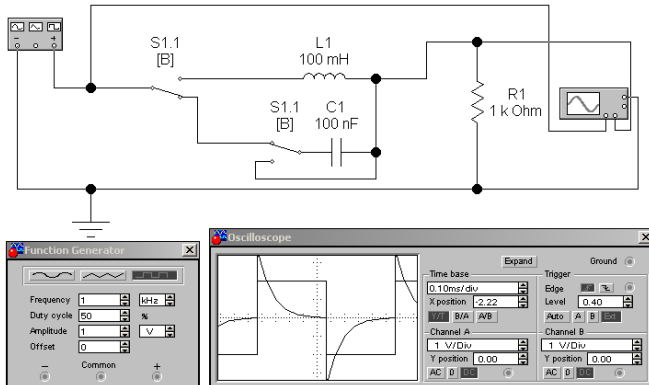 S1.1
[B]
L1
100 mH
S1.1
[B]
C1
100 nF
R1
1 k Ohm
Function Generator
Frequency 1 kHz
Duty cycle 50 %
Amplitude 1 V
Offset 0
− Common +
Oscilloscope
Expand Ground
Time base
0.10ms/div
X position -2.22
Y/T B/A A/B
Trigger
Edge
Level 0.40
Auto A B Ext
Channel A
1 V/Div
Y position 0.00
AC 0 DC
Channel B
1 V/Div
Y position 0.00
AC 0 DC